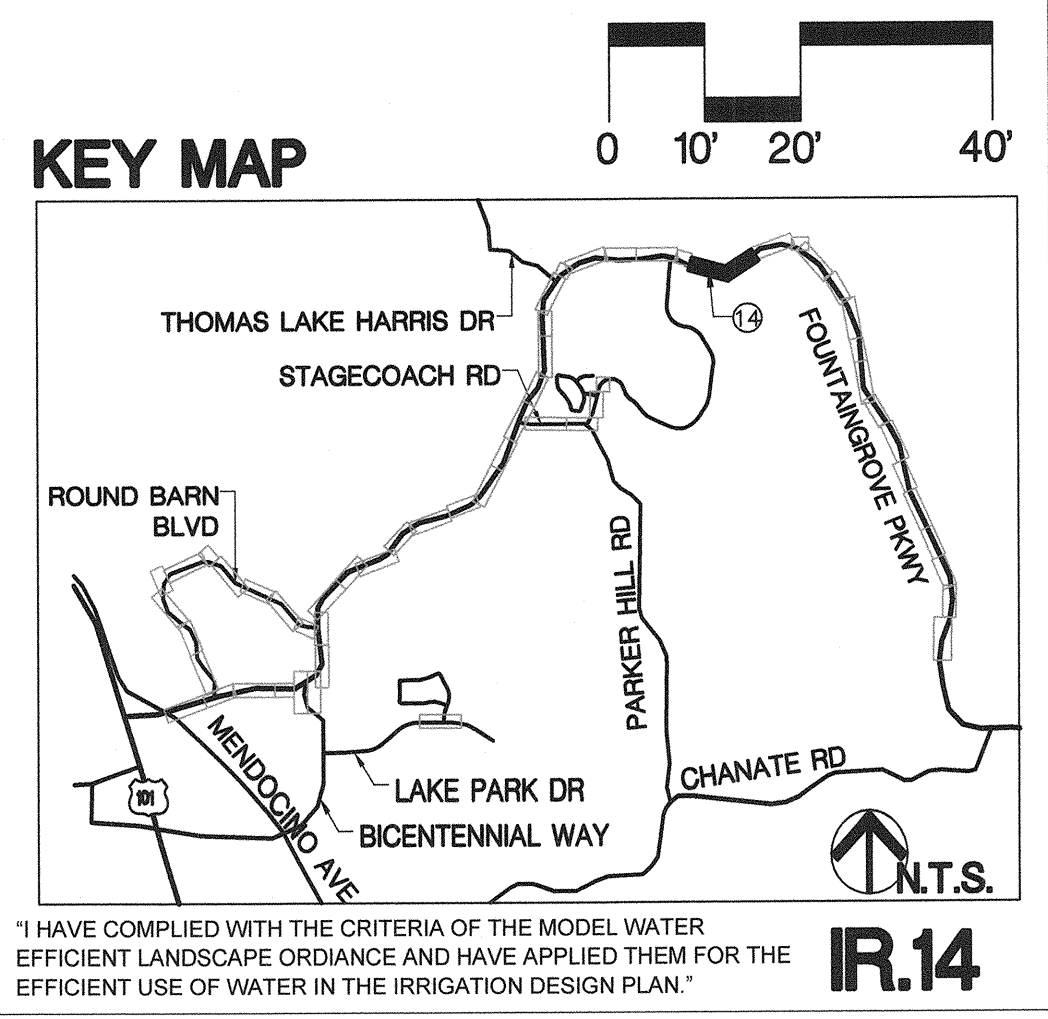 0 10' 20' 40'
KEY MAP
THOMAS LAKE HARRIS DR
14
STAGECOACH RD
FOUNTAINGROVE PKWY
ROUND BARN
BLVD
PARKER HILL RD
MENDOCINO AVE
CHANATE RD
LAKE PARK DR
101
BICENTENNIAL WAY
N.T.S.
"I HAVE COMPLIED WITH THE CRITERIA OF THE MODEL WATER
EFFICIENT LANDSCAPE ORDIANCE AND HAVE APPLIED THEM FOR THE
EFFICIENT USE OF WATER IN THE IRRIGATION DESIGN PLAN."
IR.14